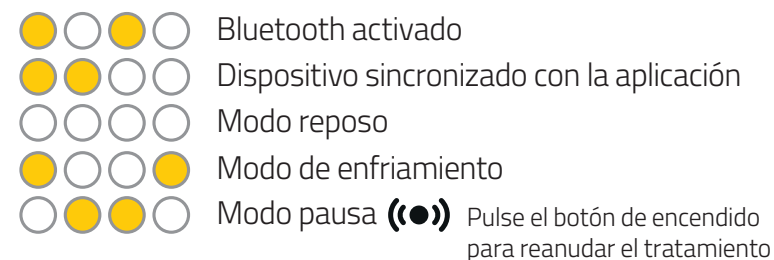 Bluetooth activado
Dispositivo sincronizado con la aplicación
Modo reposo
Modo de enfriamiento
Modo pausa Pulse el botón de encendido
para reanudar el tratamiento